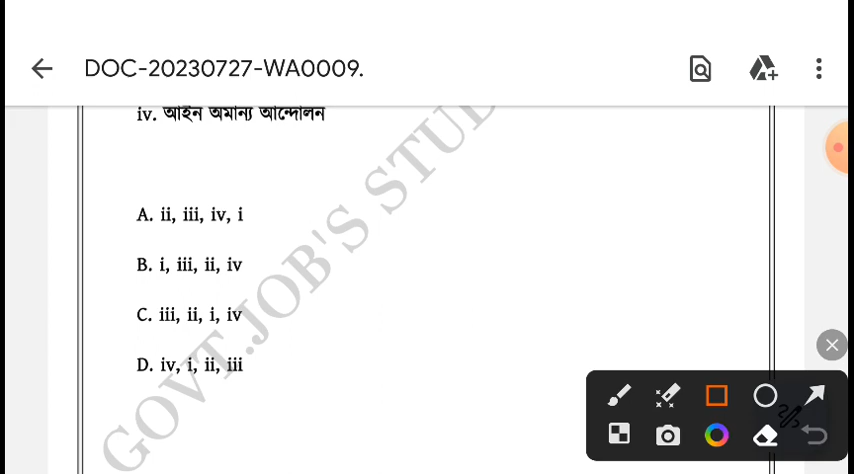 DOC-20230727-WA0009.
iv. আইন অমান্য আন্দোলন
A. ii, iii, iv, i
B. i, iii, ii, iv
C. iii, ii, i, iv
D. iv, i, ii, iii
GOVT.JOB'S STUD